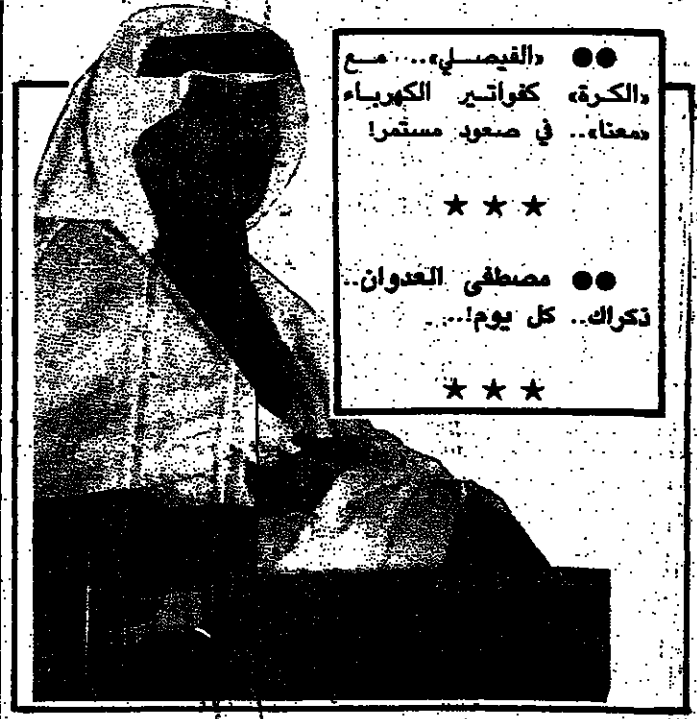 ●● «الفيصلي».. مع
«الكرة» كفواتير الكهرباء
«معنا».. في صعود مستمر!
★ ★ ★
●● مصطفى العدوان..
ذكراك.. كل يوم!..
★ ★ ★